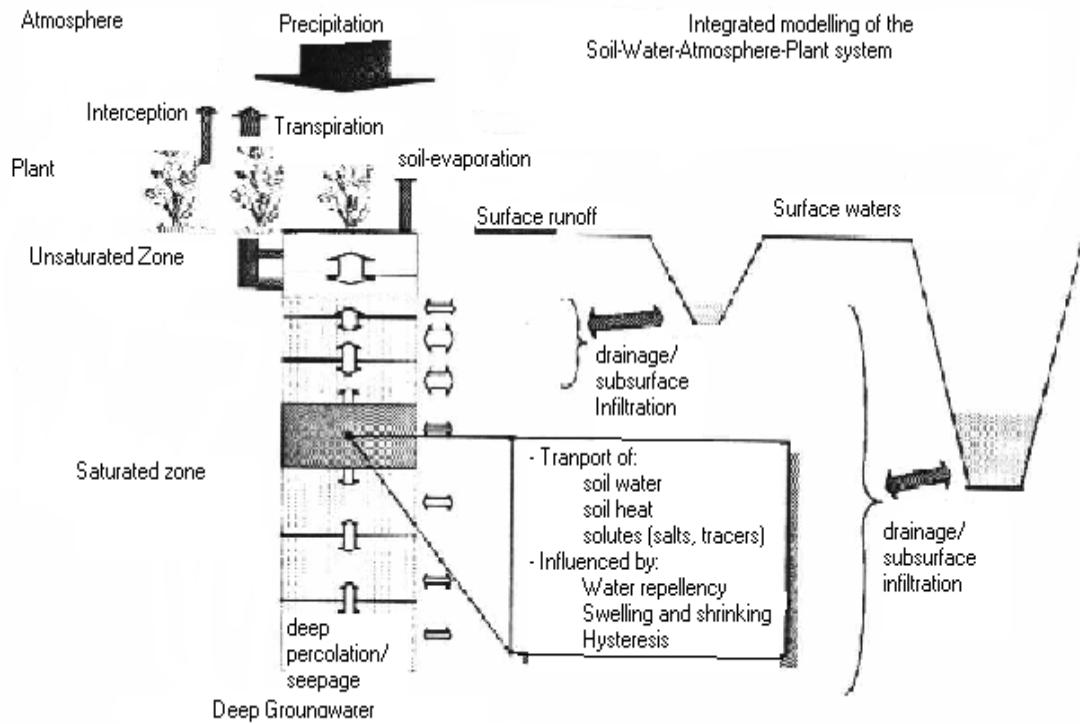 Atmosphere
Precipitation
Integrated modelling of the
Soil-Water-Atmosphere-Plant system
Interception
Transpiration
Plant
soil-evaporation
Surface runoff
Surface waters
Unsaturated Zone
drainage/
subsurface
Infiltration
Saturated zone
- Tranport of:
soil water
soil heat
solutes (salts, tracers)
- Influenced by:
Water repellency
Swelling and shrinking
Hysteresis
drainage/
subsurface
infiltration
deep
percolation/
seepage
Deep Groundwater